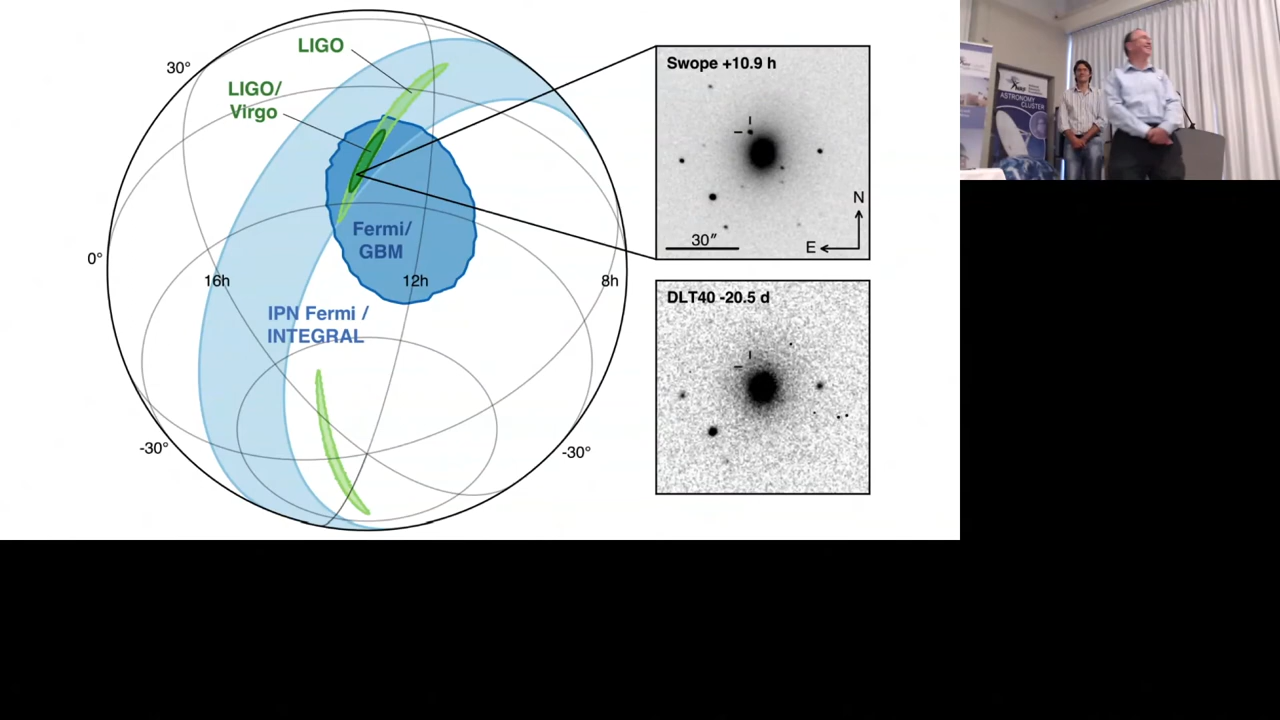 LIGO
30°
LIGO/
Virgo
Fermi/
GBM
0°
16h
12h
8h
IPN Fermi /
INTEGRAL
-30°
-30°
Swope +10.9 h
N
30″
E
DLT40 -20.5 d
ASTRONOMY
CLUSTER